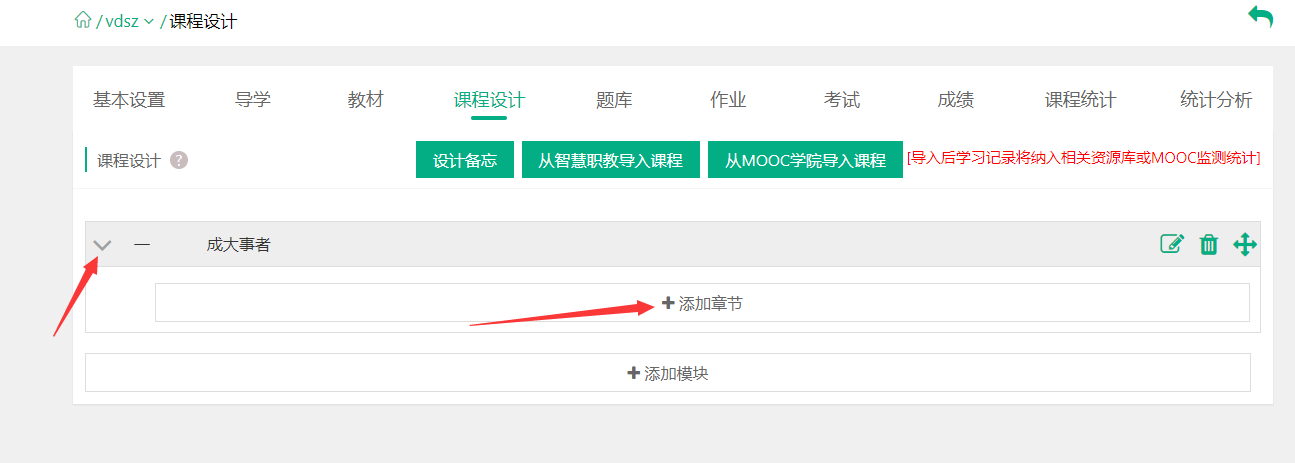 / vdsz / 课程设计
基本设置 导学 教材 课程设计 题库 作业 考试 成绩 课程统计 统计分析
课程设计 ? 设计备忘 从智慧职教导入课程 从MOOC学院导入课程 [导入后学习记录将纳入相关资源库或MOOC监测统计]
一 成大事者
添加章节
添加模块